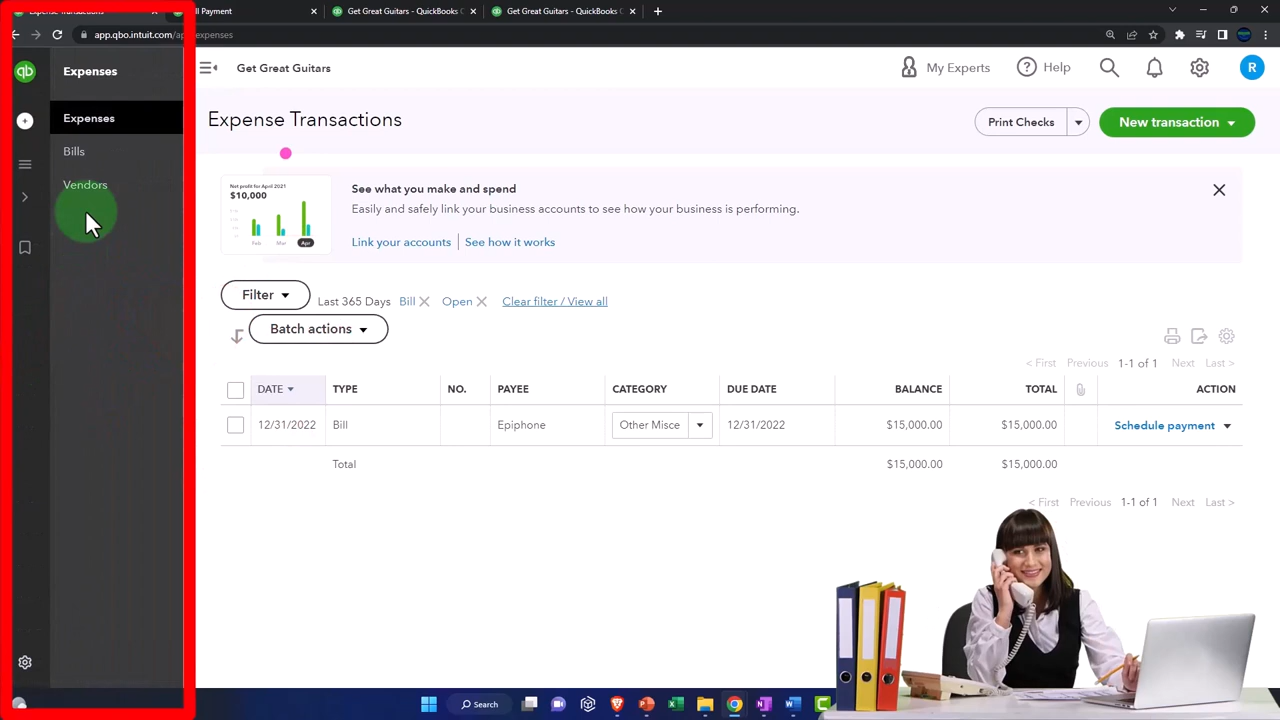 Get Great Guitars - QuickBooks
Get Great Guitars - QuickBooks
app.qbo.intuit.com/app/expenses
qb
Expenses
Get Great Guitars
My Experts
Help
R
Expenses
Bills
Vendors
Expense Transactions
Print Checks
New transaction
Net profit for April 2021
$10,000
Feb
Mar
Apr
See what you make and spend
Easily and safely link your business accounts to see how your business is performing.
Link your accounts
See how it works
Filter
Last 365 Days
Bill
Open
Clear filter / View all
Batch actions
< First Previous 1-1 of 1 Next Last >
DATE TYPE NO. PAYEE CATEGORY DUE DATE BALANCE TOTAL ACTION
12/31/2022 Bill Epiphone Other Misce 12/31/2022 $15,000.00 $15,000.00 Schedule payment
Total $15,000.00 $15,000.00
< First Previous 1-1 of 1 Next Last >
Search